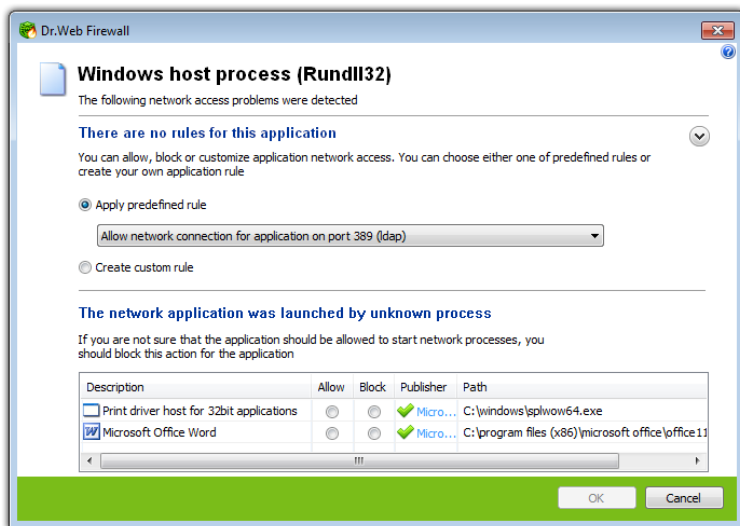 Dr.Web Firewall
Windows host process (Rundll32)
The following network access problems were detected
There are no rules for this application
You can allow, block or customize application network access. You can choose either one of predefined rules or
create your own application rule
Apply predefined rule
Allow network connection for application on port 389 (ldap)
Create custom rule
The network application was launched by unknown process
If you are not sure that the application should be allowed to start network processes, you
should block this action for the application
Description Allow Block Publisher Path
Print driver host for 32bit applications Micro... C:\windows\splwow64.exe
Microsoft Office Word Micro... C:\program files (x86)\microsoft office\office11
OK Cancel